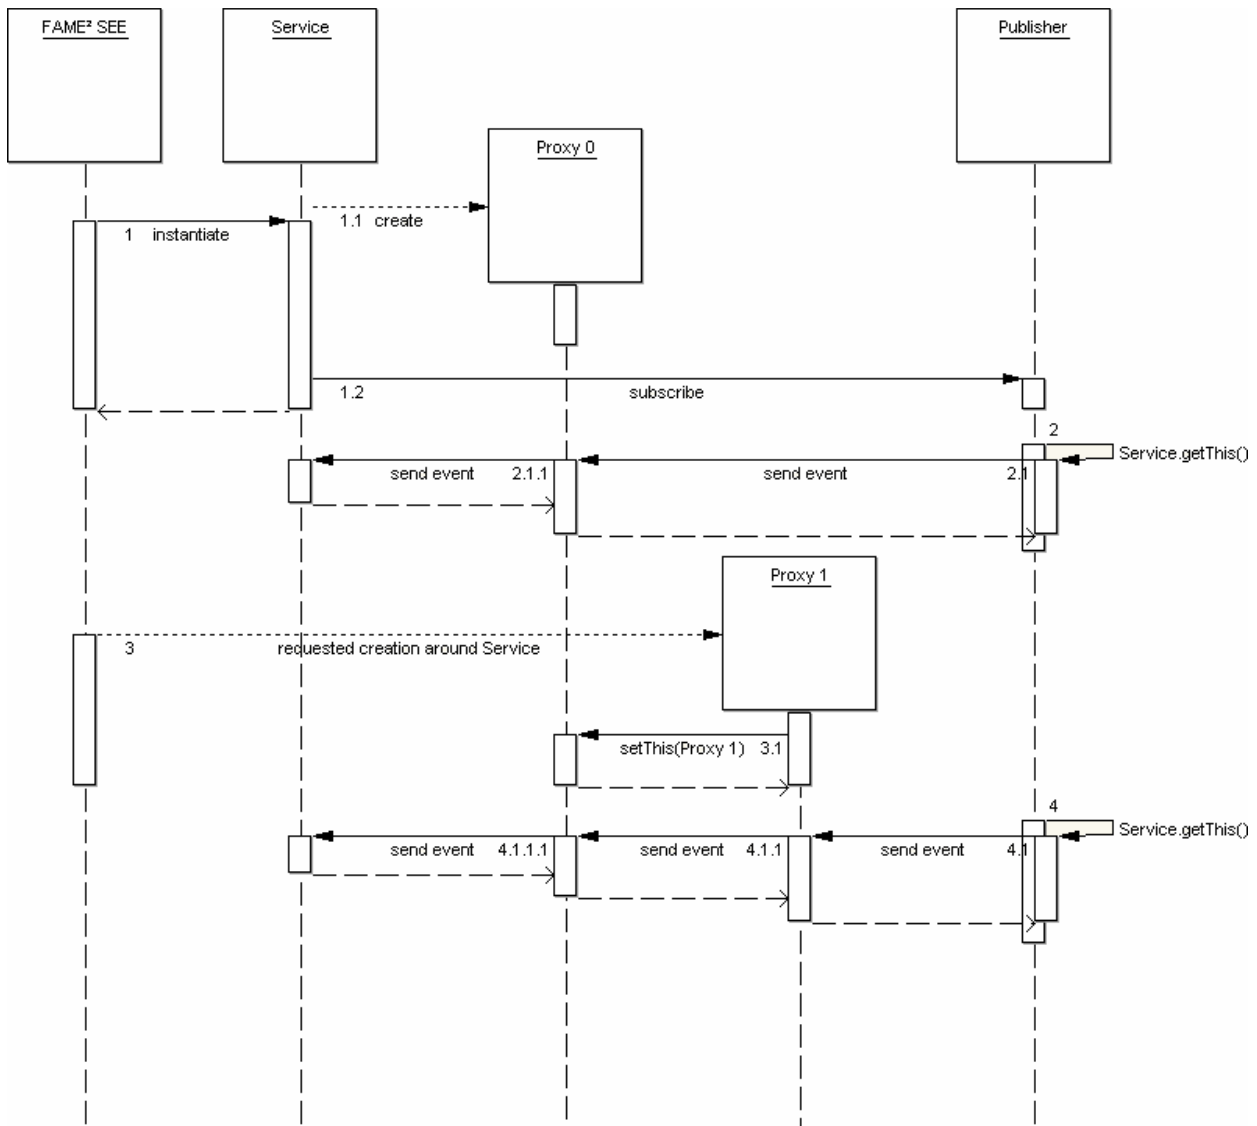 FAME² SEE
Service
Publisher
Proxy 0
1.1 create
1 instantiate
1.2 subscribe
2
Service.getThis()
send event 2.1.1 send event 2.1
Proxy 1
3 requested creation around Service
setThis(Proxy 1) 3.1
4
Service.getThis()
send event 4.1.1.1 send event 4.1.1 send event 4.1